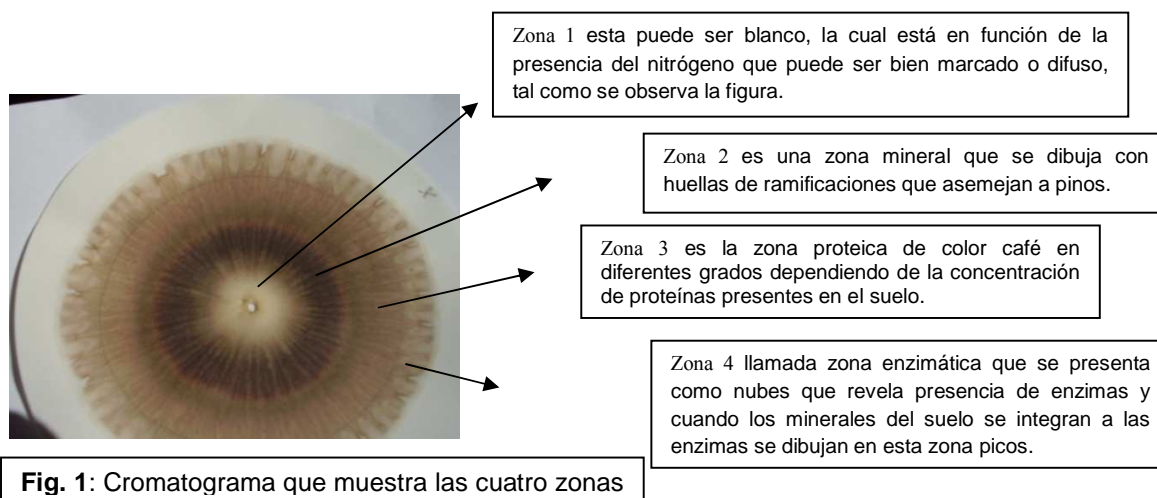 Zona 1 esta puede ser blanco, la cual está en función de la
presencia del nitrógeno que puede ser bien marcado o difuso,
tal como se observa la figura.
Zona 2 es una zona mineral que se dibuja con
huellas de ramificaciones que asemejan a pinos.
Zona 3 es la zona proteica de color café en
diferentes grados dependiendo de la concentración
de proteínas presentes en el suelo.
Zona 4 llamada zona enzimática que se presenta
como nubes que revela presencia de enzimas y
cuando los minerales del suelo se integran a las
enzimas se dibujan en esta zona picos.
Fig. 1: Cromatograma que muestra las cuatro zonas